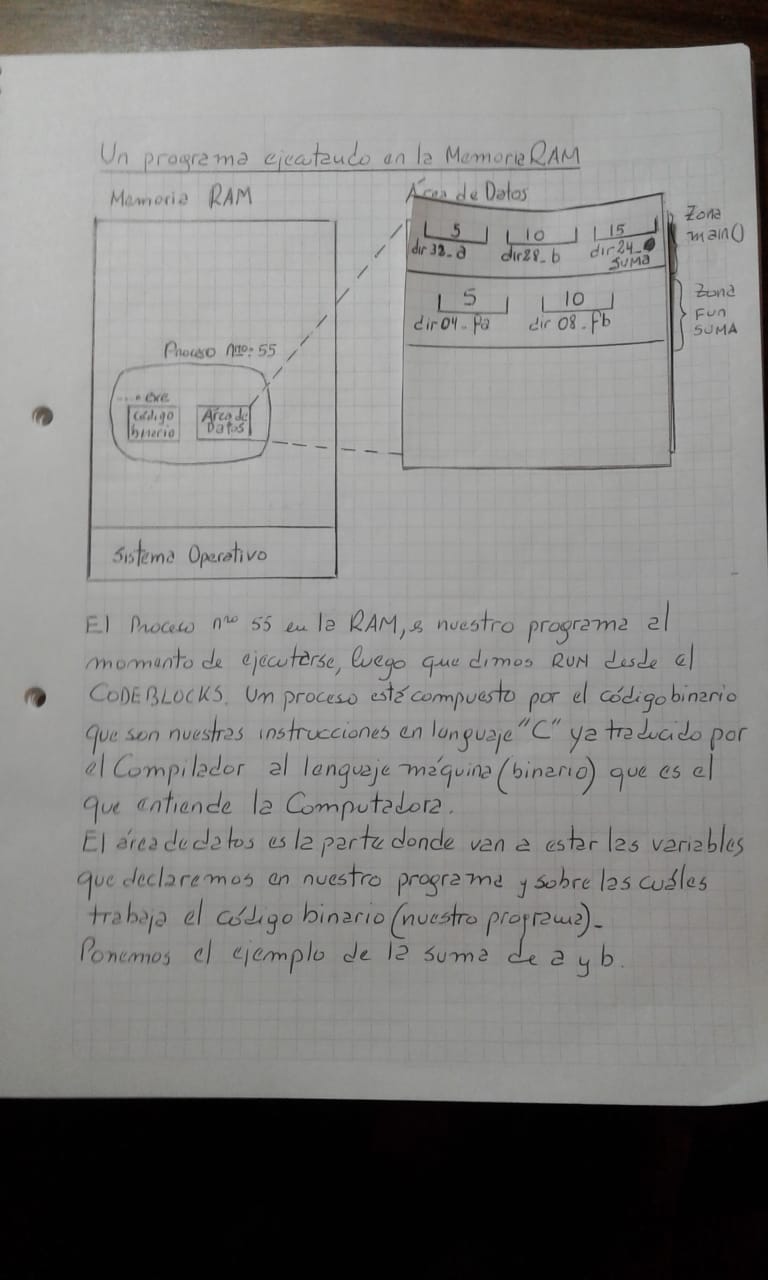 Un programa ejecutando en la Memoria RAM
Memoria RAM
Área de Datos
5
10
15
dir 32_a
dir28_b
dir24_
SUMA
Zona
main()
5
10
dir 04_Pa
dir 08_Pb
Zona
FUN
SUMA
Proceso nro: 55
...•exe
código
binario
Área de
Datos
Sistema Operativo
El Proceso nro 55 en la RAM, es nuestro programa al
momento de ejecutarse, luego que dimos RUN desde el
CODEBLOCKS. Un proceso esté compuesto por el código binario
que son nuestras instrucciones en lenguaje "C" ya traducido por
el Compilador al lenguaje máquina (binario) que es el
que entiende la Computadora.
El área de datos es la parte donde van a estar las variables
que declaremos en nuestro programa y sobre las cuáles
trabaja el código binario (nuestro programa)_
Ponemos el ejemplo de la suma de a y b.